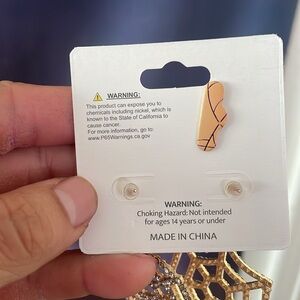 WARNING:
This product can expose you to
chemicals including nickel, which is
known to the State of California to
cause cancer.
For more information, go to:
www.P65Warnings.ca.gov
WARNING:
Choking Hazard: Not intended
for ages 14 years or under
MADE IN CHINA